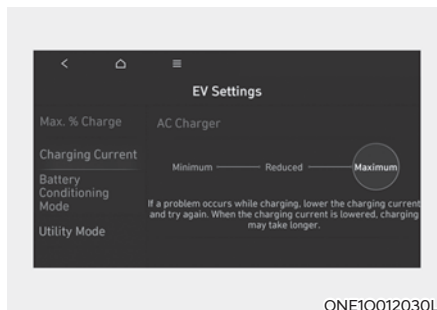 EV Settings
Max. % Charge
AC Charger
Charging Current
Minimum
Reduced
Maximum
Battery
Conditioning
Mode
If a problem occurs while charging, lower the charging current
and try again. When the charging current is lowered, charging
may take longer.
Utility Mode
ONE1Q012030L